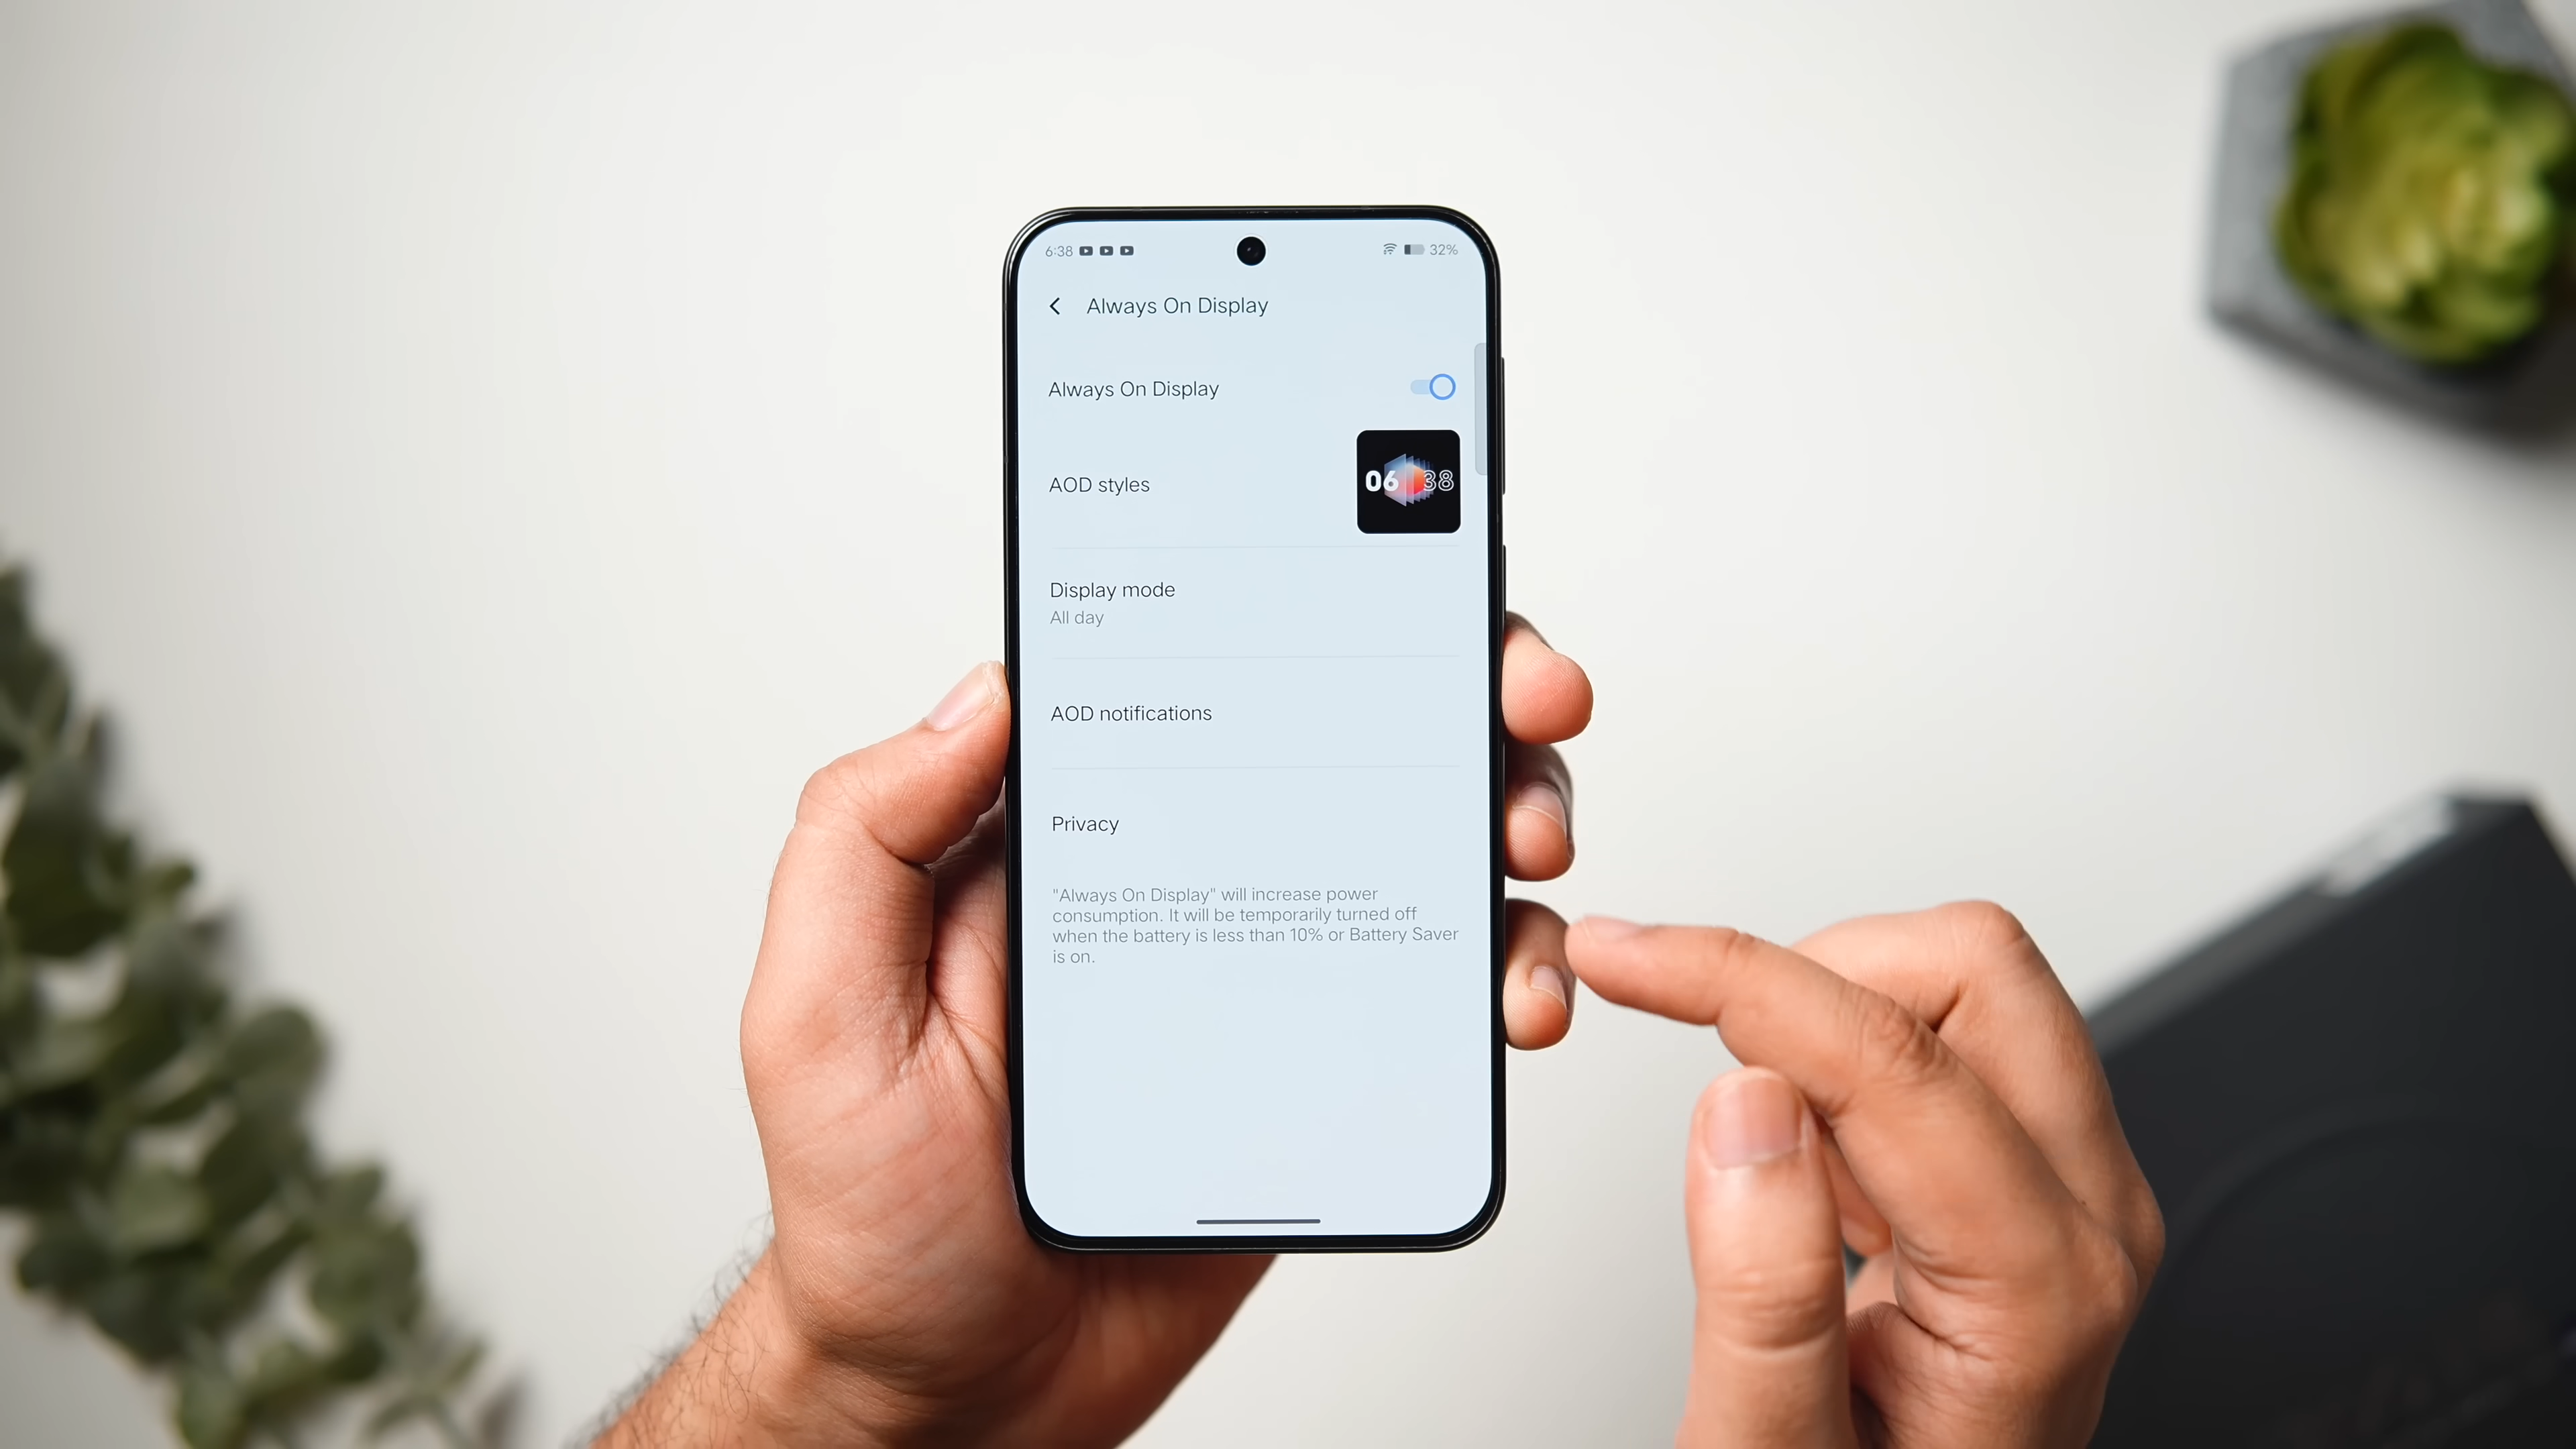 6:38
32%
Always On Display
Always On Display
AOD styles
06 38
Display mode
All day
AOD notifications
Privacy
"Always On Display" will increase power
consumption. It will be temporarily turned off
when the battery is less than 10% or Battery Saver
is on.